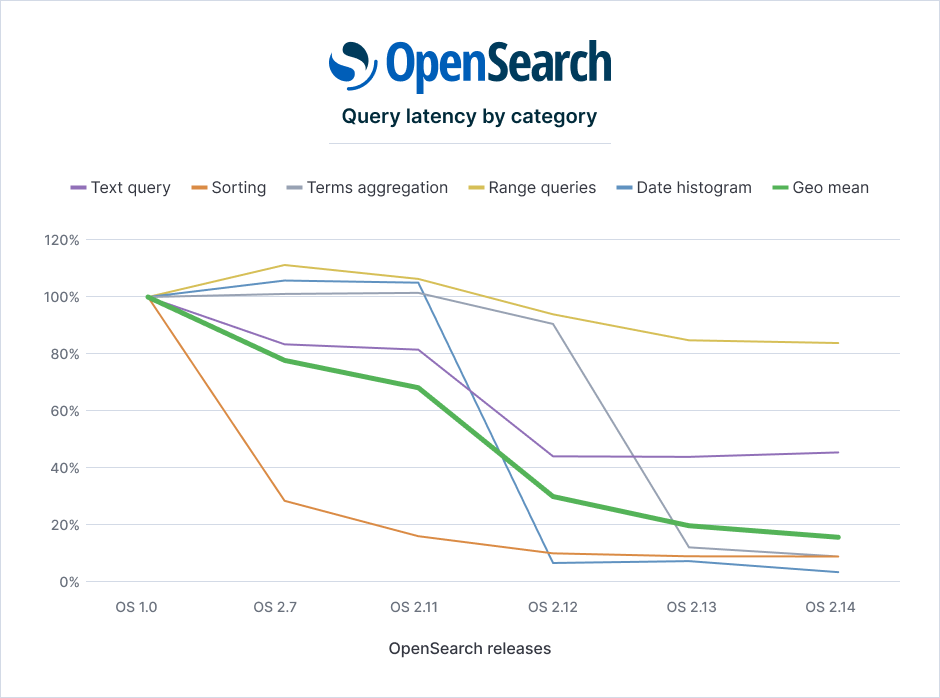 OpenSearch
Query latency by category
Text query Sorting Terms aggregation Range queries Date histogram Geo mean
120%
100%
80%
60%
40%
20%
0%
OS 1.0 OS 2.7 OS 2.11 OS 2.12 OS 2.13 OS 2.14
OpenSearch releases